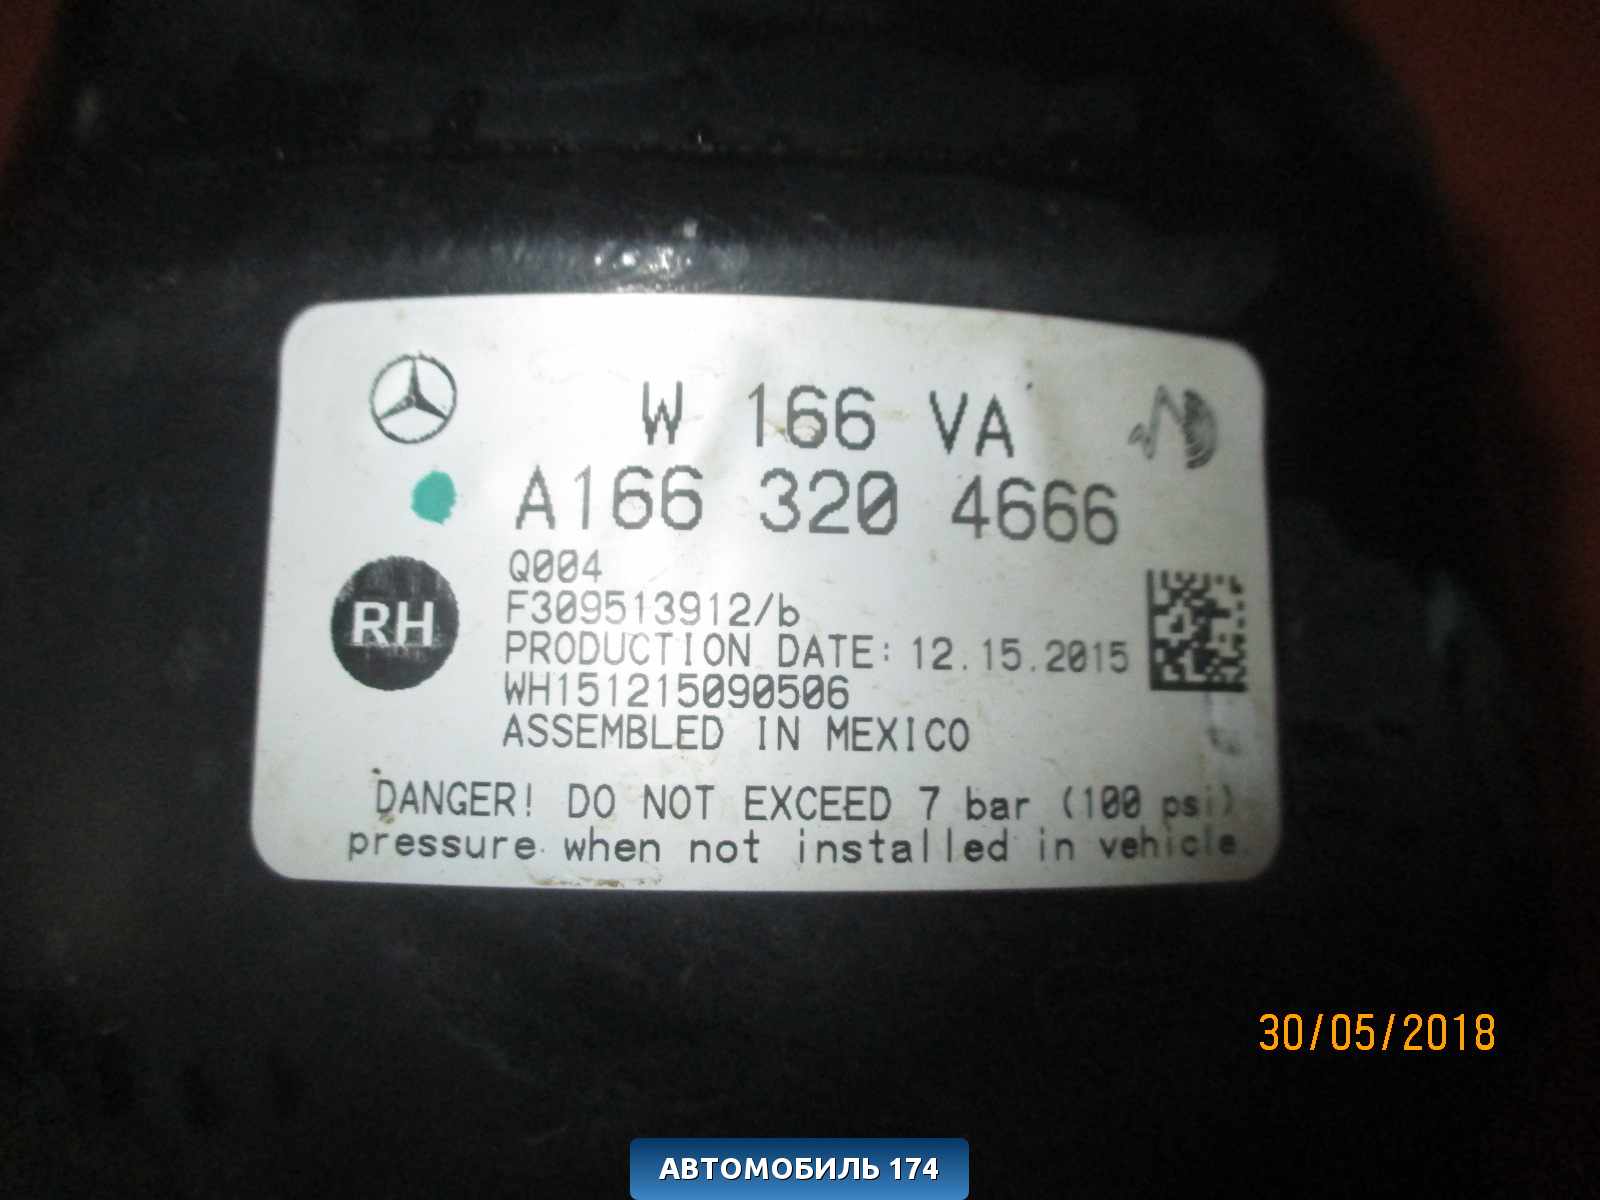 W 166 VA
A166 320 4666
Q004
RH
F309513912/b
PRODUCTION DATE: 12.15.2015
WH151215090506
ASSEMBLED IN MEXICO
DANGER! DO NOT EXCEED 7 bar (100 psi)
pressure when not installed in vehicle.
30/05/2018
АВТОМОБИЛЬ 174